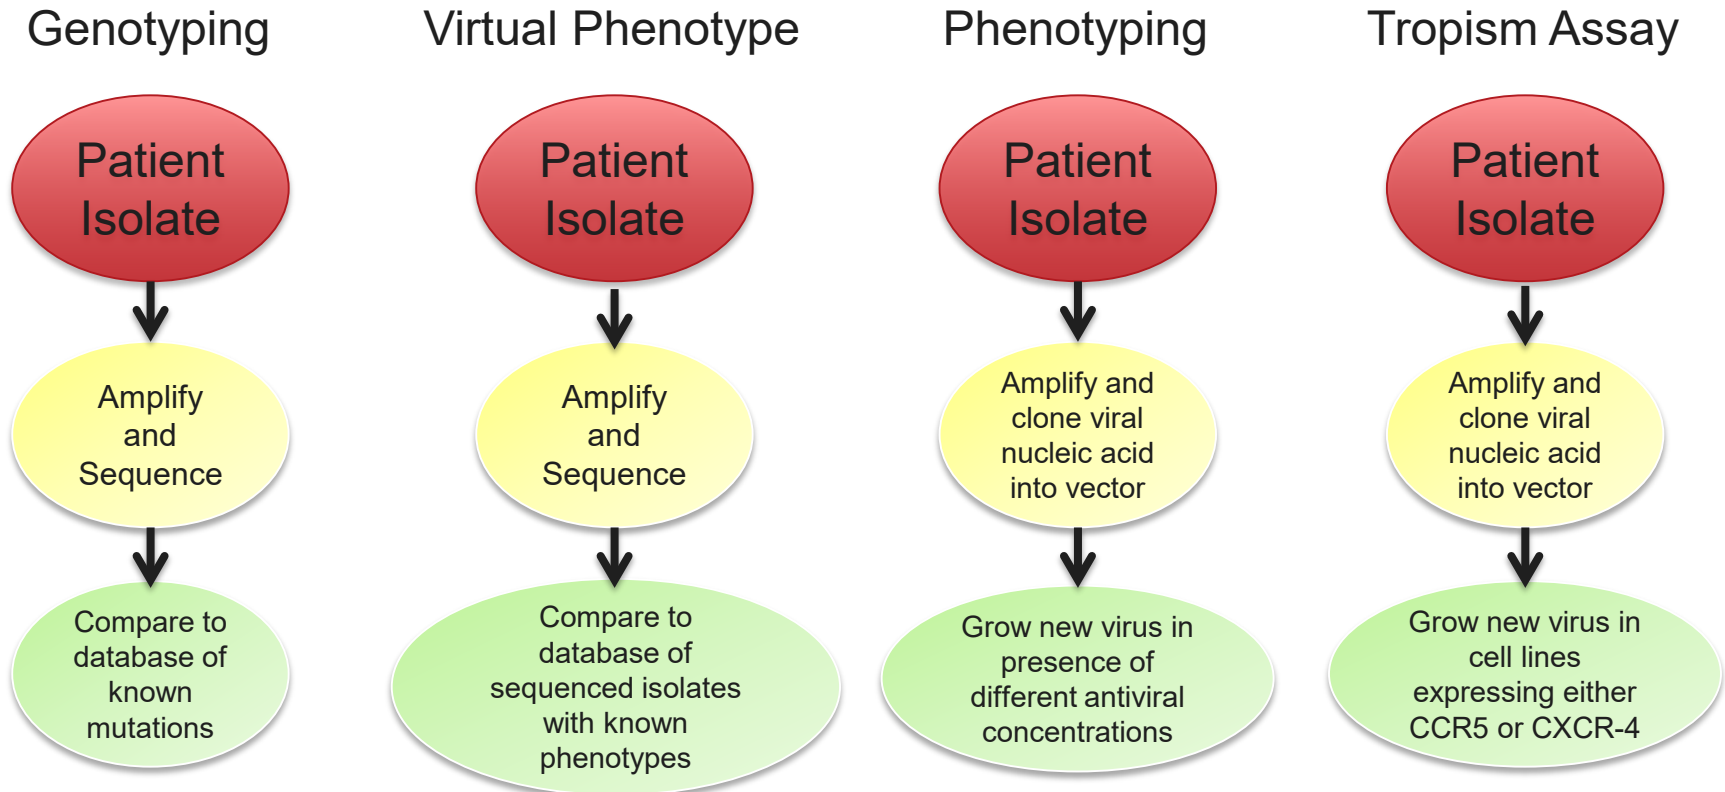 Genotyping
Virtual Phenotype
Phenotyping
Tropism Assay
Patient
Isolate
Patient
Isolate
Patient
Isolate
Patient
Isolate
Amplify
and
Sequence
Amplify
and
Sequence
Amplify and
clone viral
nucleic acid
into vector
Amplify and
clone viral
nucleic acid
into vector
Compare to
database of
known
mutations
Compare to
database of
sequenced isolates
with known
phenotypes
Grow new virus in
presence of
different antiviral
concentrations
Grow new virus in
cell lines
expressing either
CCR5 or CXCR-4